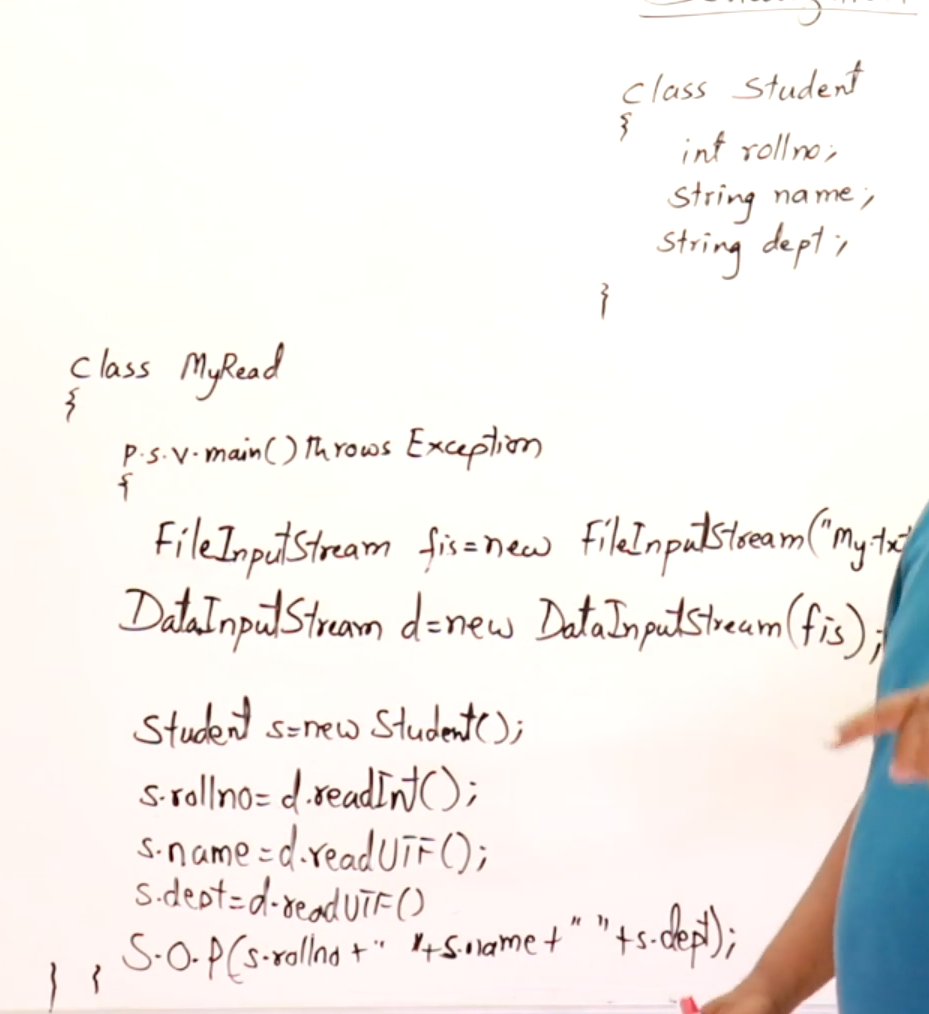 class Student
{
int rollno;
String name;
String dept;
}
class MyRead
{
p.s.v.main() throws Exception
{
FileInputStream fis=new FileInputStream("My.tx
DataInputStream d=new DataInputStream(fis);
Student s=new Student();
s.rollno=d.readInt();
s.name=d.readUTF();
s.dept=d.readUTF()
S.O.P(s.rollno+" "+s.name+" "+s.dept);
} }